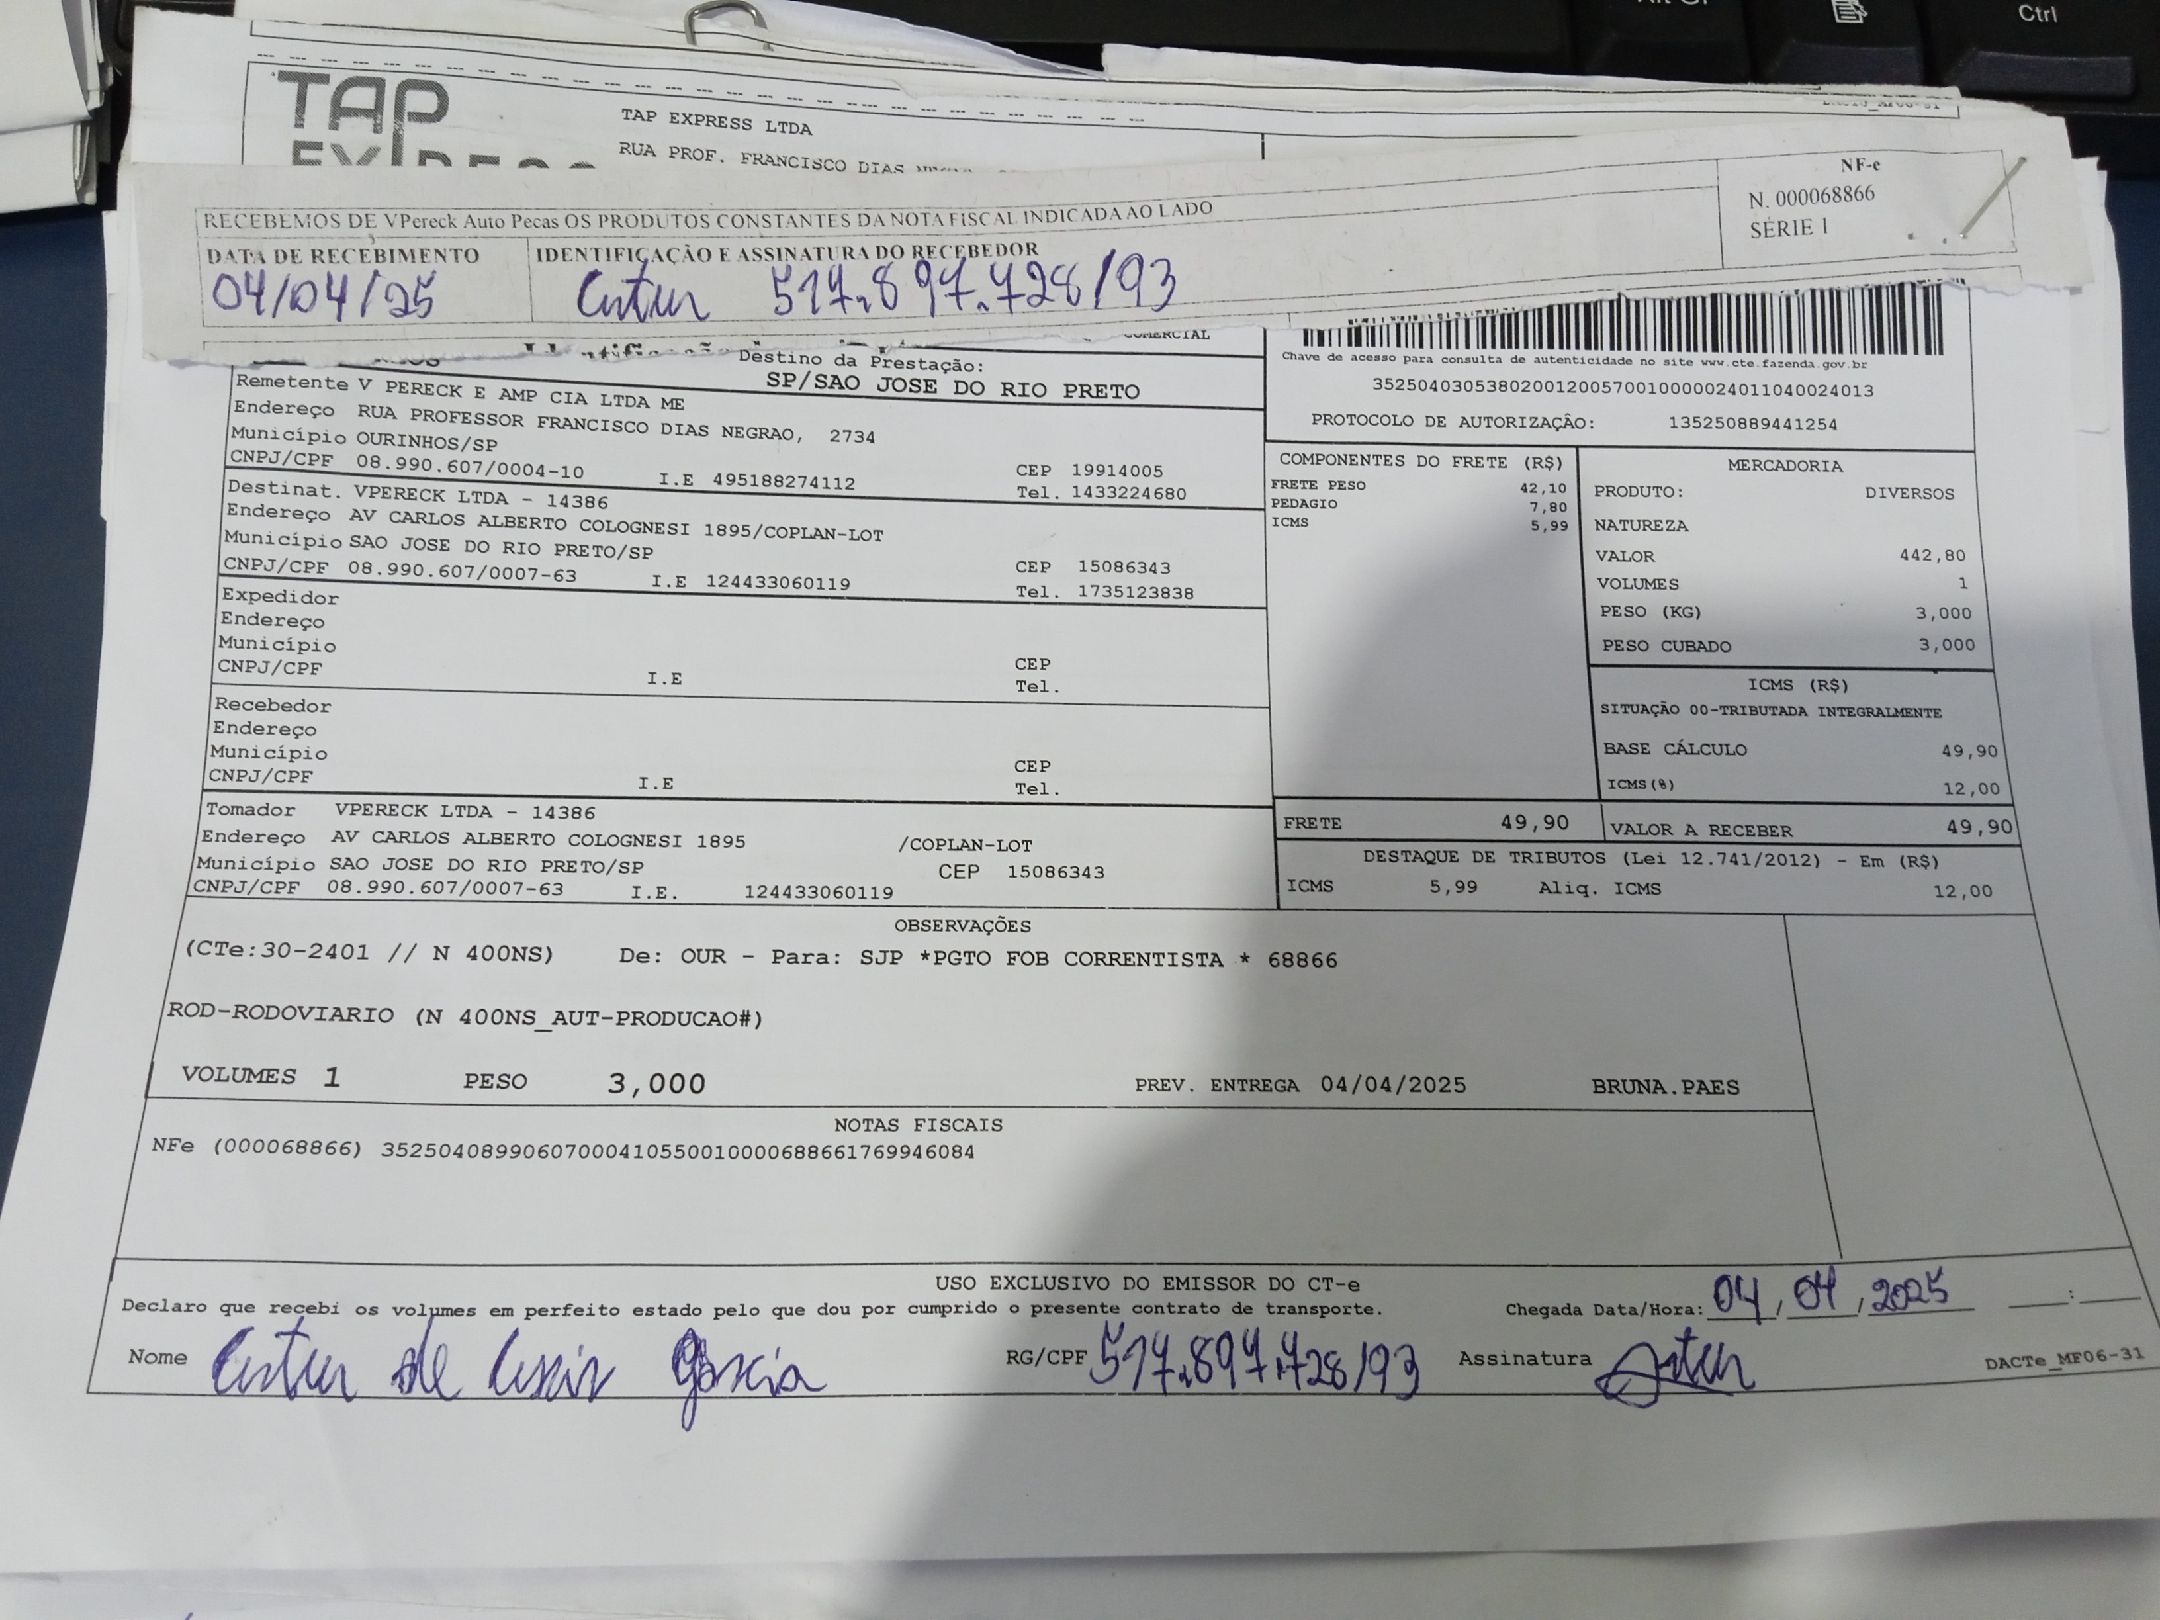 Ctrl
TAP
TAP EXPRESS LTDA
RUA PROF. FRANCISCO DIAS
RECEBEMOS DE VPereck Auto Pecas OS PRODUTOS CONSTANTES DA NOTA FISCAL INDICADA AO LADO
NF-e
N. 000068866
SÉRIE 1
DATA DE RECEBIMENTO
IDENTIFICAÇÃO E ASSINATURA DO RECEBEDOR
04/04/25
Artur 517.897.728/93
COMERCIAL
Destino da Prestação:
SP/SAO JOSE DO RIO PRETO
Chave de acesso para consulta de autenticidade no site www.cte.fazenda.gov.br
35250403053802001200570010000024011040024013
PROTOCOLO DE AUTORIZAÇÃO: 135250889441254
Remetente V PERECK E AMP CIA LTDA ME
Endereço RUA PROFESSOR FRANCISCO DIAS NEGRAO, 2734
Município OURINHOS/SP
CEP 19914005
CNPJ/CPF 08.990.607/0004-10 I.E 495188274112 Tel. 1433224680
Destinat. VPERECK LTDA - 14386
Endereço AV CARLOS ALBERTO COLOGNESI 1895/COPLAN-LOT
Município SAO JOSE DO RIO PRETO/SP
CEP 15086343
CNPJ/CPF 08.990.607/0007-63 I.E 124433060119 Tel. 1735123838
Expedidor
Endereço
Município
CEP
CNPJ/CPF I.E Tel.
Recebedor
Endereço
Município
CEP
CNPJ/CPF I.E Tel.
Tomador VPERECK LTDA - 14386
Endereço AV CARLOS ALBERTO COLOGNESI 1895 /COPLAN-LOT
Município SAO JOSE DO RIO PRETO/SP CEP 15086343
CNPJ/CPF 08.990.607/0007-63 I.E. 124433060119
COMPONENTES DO FRETE (R$)
FRETE PESO 42,10
PEDAGIO 7,80
ICMS 5,99
MERCADORIA
PRODUTO: DIVERSOS
NATUREZA
VALOR 442,80
VOLUMES 1
PESO (KG) 3,000
PESO CUBADO 3,000
ICMS (R$)
SITUAÇÃO 00-TRIBUTADA INTEGRALMENTE
BASE CÁLCULO 49,90
ICMS(%) 12,00
FRETE 49,90 VALOR A RECEBER 49,90
DESTAQUE DE TRIBUTOS (Lei 12.741/2012) - Em (R$)
ICMS 5,99 Aliq. ICMS 12,00
OBSERVAÇÕES
(CTe:30-2401 // N 400NS) De: OUR - Para: SJP *PGTO FOB CORRENTISTA * 68866
ROD-RODOVIARIO (N 400NS_AUT-PRODUCAO#)
VOLUMES 1 PESO 3,000 PREV. ENTREGA 04/04/2025 BRUNA.PAES
NOTAS FISCAIS
NFe (000068866) 35250408990607000410550010000688661769946084
USO EXCLUSIVO DO EMISSOR DO CT-e
Declaro que recebi os volumes em perfeito estado pelo que dou por cumprido o presente contrato de transporte.
Chegada Data/Hora: 04/04/2025 __:__
Nome Artur de Assis Garcia RG/CPF 517.897.728/93 Assinatura Artur
DACTe_MF06-31